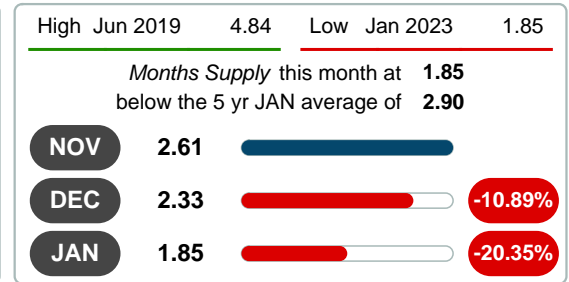 High Jun 2019 4.84 Low Jan 2023 1.85
Months Supply this month at 1.85
below the 5 yr JAN average of 2.90
NOV 2.61
DEC 2.33 -10.89%
JAN 1.85 -20.35%